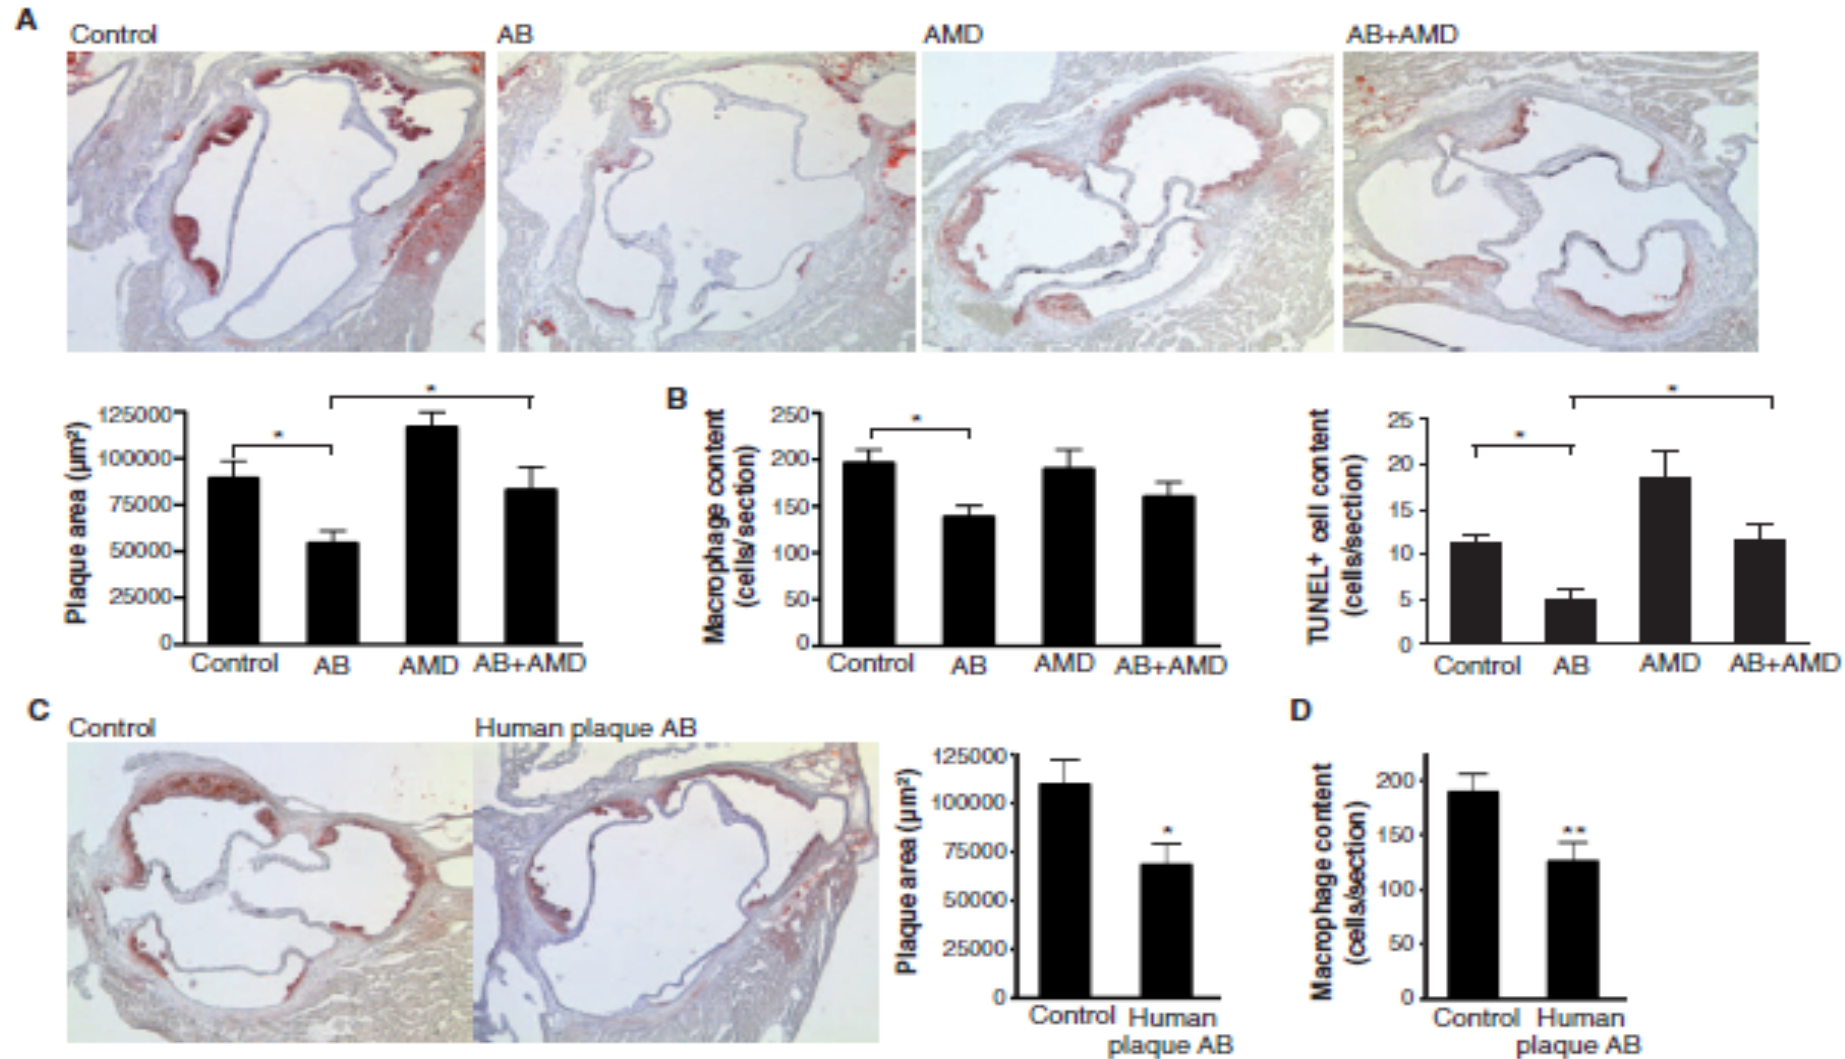 A
Control
AB
AMD
AB+AMD
Plaque area (µm²)
125000
100000
75000
50000
25000
0
*
*
Control
AB
AMD
AB+AMD
B
Macrophage content
(cells/section)
250
200
150
100
50
0
*
Control
AB
AMD
AB+AMD
TUNEL+ cell content
(cells/section)
25
20
15
10
5
0
*
*
Control
AB
AMD
AB+AMD
C
Control
Human plaque AB
Plaque area (µm²)
125000
100000
75000
50000
25000
0
*
Control
Human
plaque AB
D
Macrophage content
(cells/section)
200
150
100
50
0
**
Control
Human
plaque AB